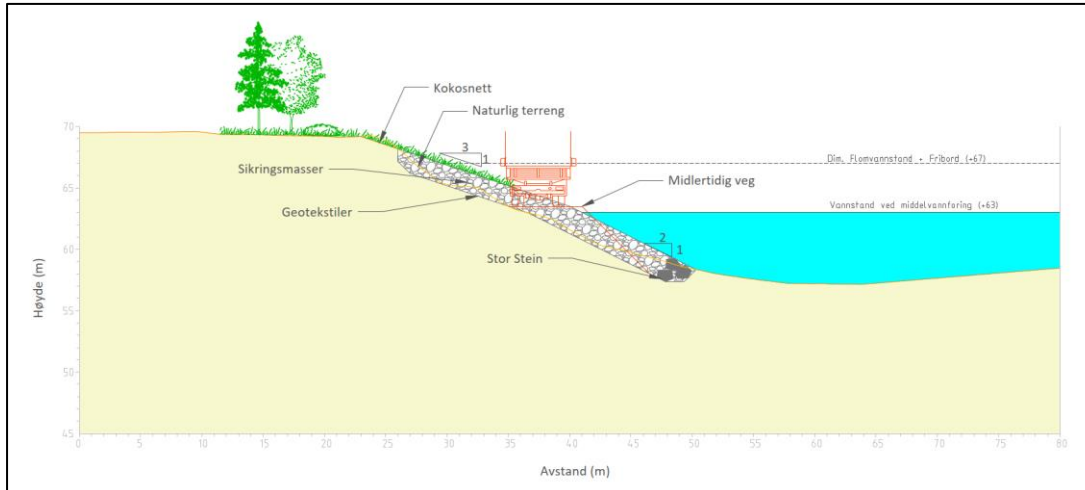 Kokosnett
Naturlig terreng
70
3
1
Sikringsmasser
Dim. Flomvannstand + Fribord (+67)
65
Midlertidig veg
Geotekstiler
Vannstand ved middelvannføring (+63)
60
2
1
Stor Stein
Høyde (m)
55
50
45
0 5 10 15 20 25 30 35 40 45 50 55 60 65 70 75 80
Avstand (m)